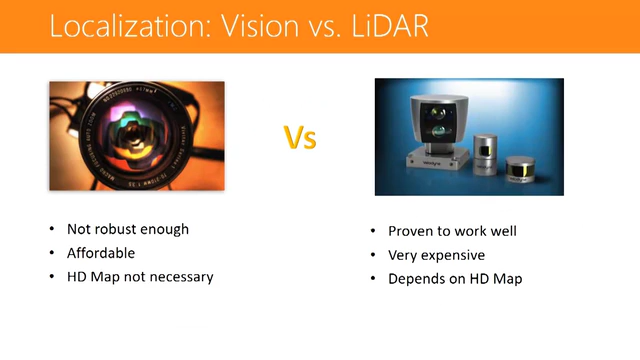 Localization: Vision vs. LiDAR
Vs
• Not robust enough
• Affordable
• HD Map not necessary
• Proven to work well
• Very expensive
• Depends on HD Map